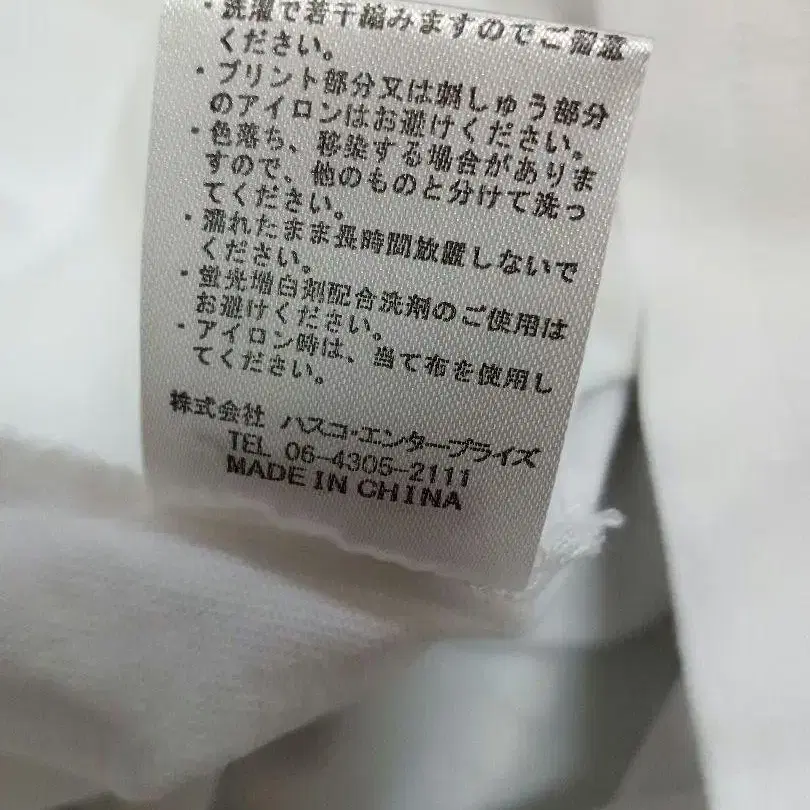 ・洗濯で若干縮みますのでご留意
ください。
・プリント部分又は刺しゅう部分
のアイロンはお避けください。
・色落ち、移染する場合がありま
すので、他のものと分けて洗っ
てください。
・濡れたまま長時間放置しないで
ください。
・蛍光増白剤配合洗剤のご使用は
お避けください。
・アイロン時は、当て布を使用し
てください。
株式会社 ハスコ・エンタープライズ
TEL 06-4305-2111
MADE IN CHINA